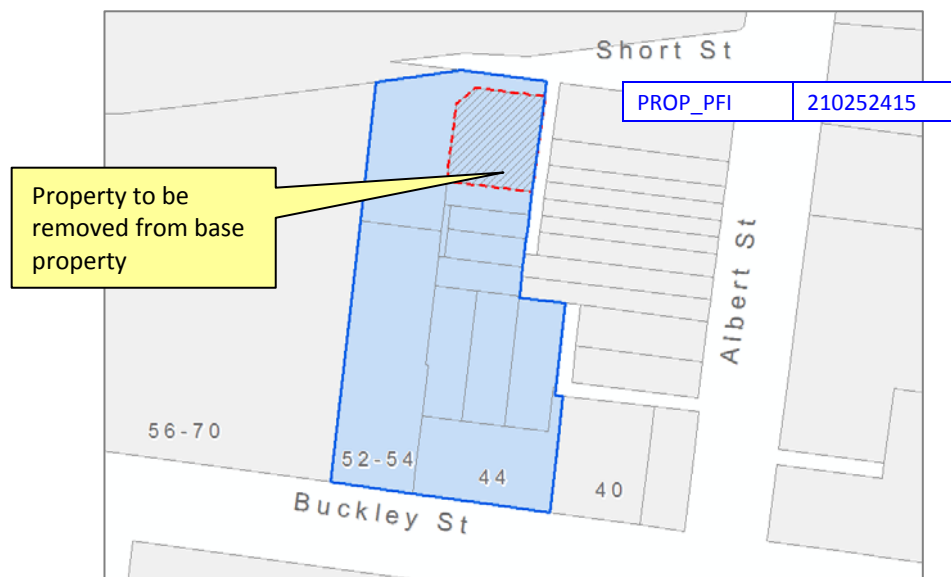 Short St
PROP_PFI 210252415
Property to be
removed from base
property
Albert St
56-70
52-54
44
40
Buckley St